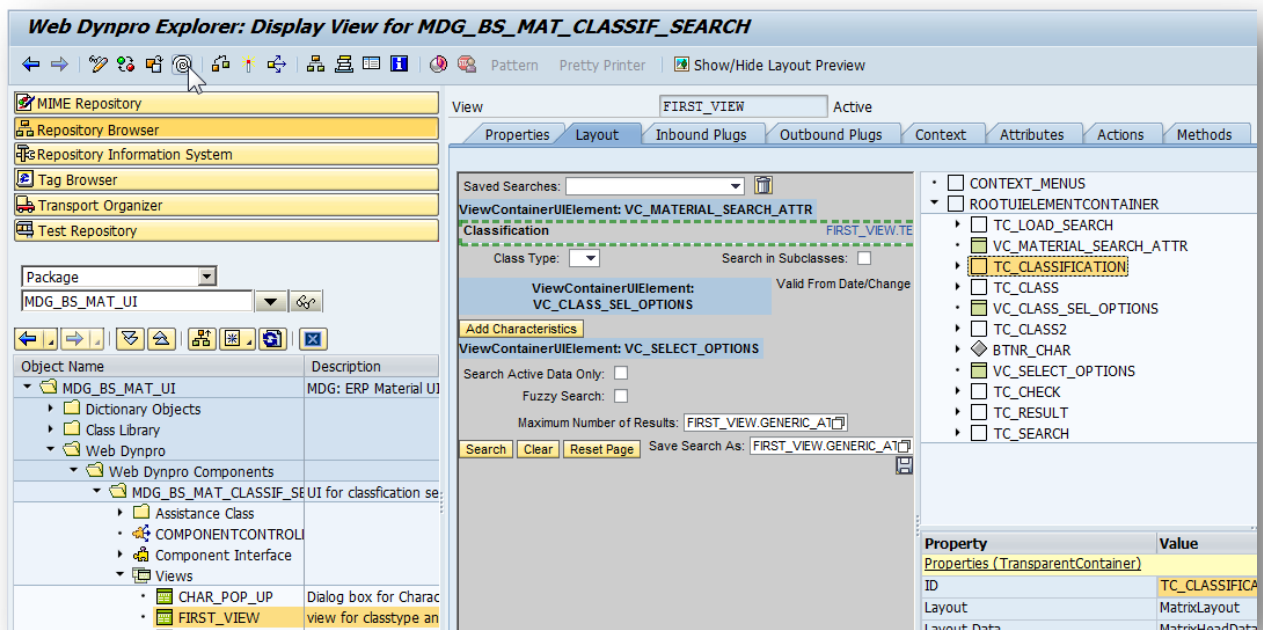 Web Dynpro Explorer: Display View for MDG_BS_MAT_CLASSIF_SEARCH
Pattern Pretty Printer Show/Hide Layout Preview
MIME Repository
Repository Browser
Repository Information System
Tag Browser
Transport Organizer
Test Repository
Package
MDG_BS_MAT_UI
Object Name Description
MDG_BS_MAT_UI MDG: ERP Material UI
Dictionary Objects
Class Library
Web Dynpro
Web Dynpro Components
MDG_BS_MAT_CLASSIF_SE UI for classfication se
Assistance Class
COMPONENTCONTROLI
Component Interface
Views
CHAR_POP_UP Dialog box for Charac
FIRST_VIEW view for classtype an
View FIRST_VIEW Active
Properties Layout Inbound Plugs Outbound Plugs Context Attributes Actions Methods
Saved Searches:
ViewContainerUIElement: VC_MATERIAL_SEARCH_ATTR
Classification FIRST_VIEW.TE
Class Type: Search in Subclasses:
ViewContainerUIElement: Valid From Date/Change
VC_CLASS_SEL_OPTIONS
Add Characteristics
ViewContainerUIElement: VC_SELECT_OPTIONS
Search Active Data Only:
Fuzzy Search:
Maximum Number of Results: FIRST_VIEW.GENERIC_AT
Search Clear Reset Page Save Search As: FIRST_VIEW.GENERIC_AT
CONTEXT_MENUS
ROOTUIELEMENTCONTAINER
TC_LOAD_SEARCH
VC_MATERIAL_SEARCH_ATTR
TC_CLASSIFICATION
TC_CLASS
VC_CLASS_SEL_OPTIONS
TC_CLASS2
BTNR_CHAR
VC_SELECT_OPTIONS
TC_CHECK
TC_RESULT
TC_SEARCH
Property Value
Properties (TransparentContainer)
ID TC_CLASSIFICA
Layout MatrixLayout
Layout Data MatrixHeadData